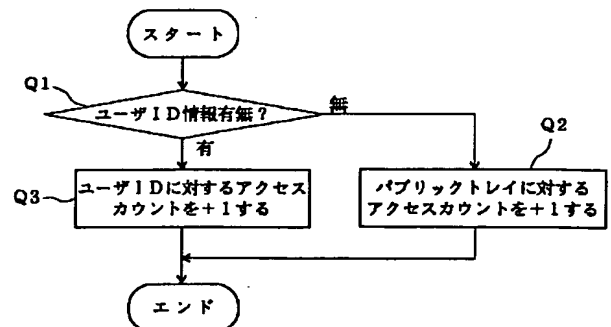 スタート
Q1
ユーザID情報有無?
無
有
Q2
Q3
ユーザIDに対するアクセス
カウントを+1する
パブリックトレイに対する
アクセスカウントを+1する
エンド